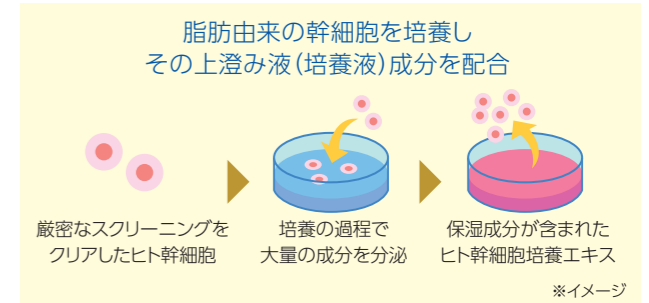 脂肪由来の幹細胞を培養し
その上澄み液(培養液)成分を配合
厳密なスクリーニングを
クリアしたヒト幹細胞
培養の過程で
大量の成分を分泌
保湿成分が含まれた
ヒト幹細胞培養エキス
※イメージ